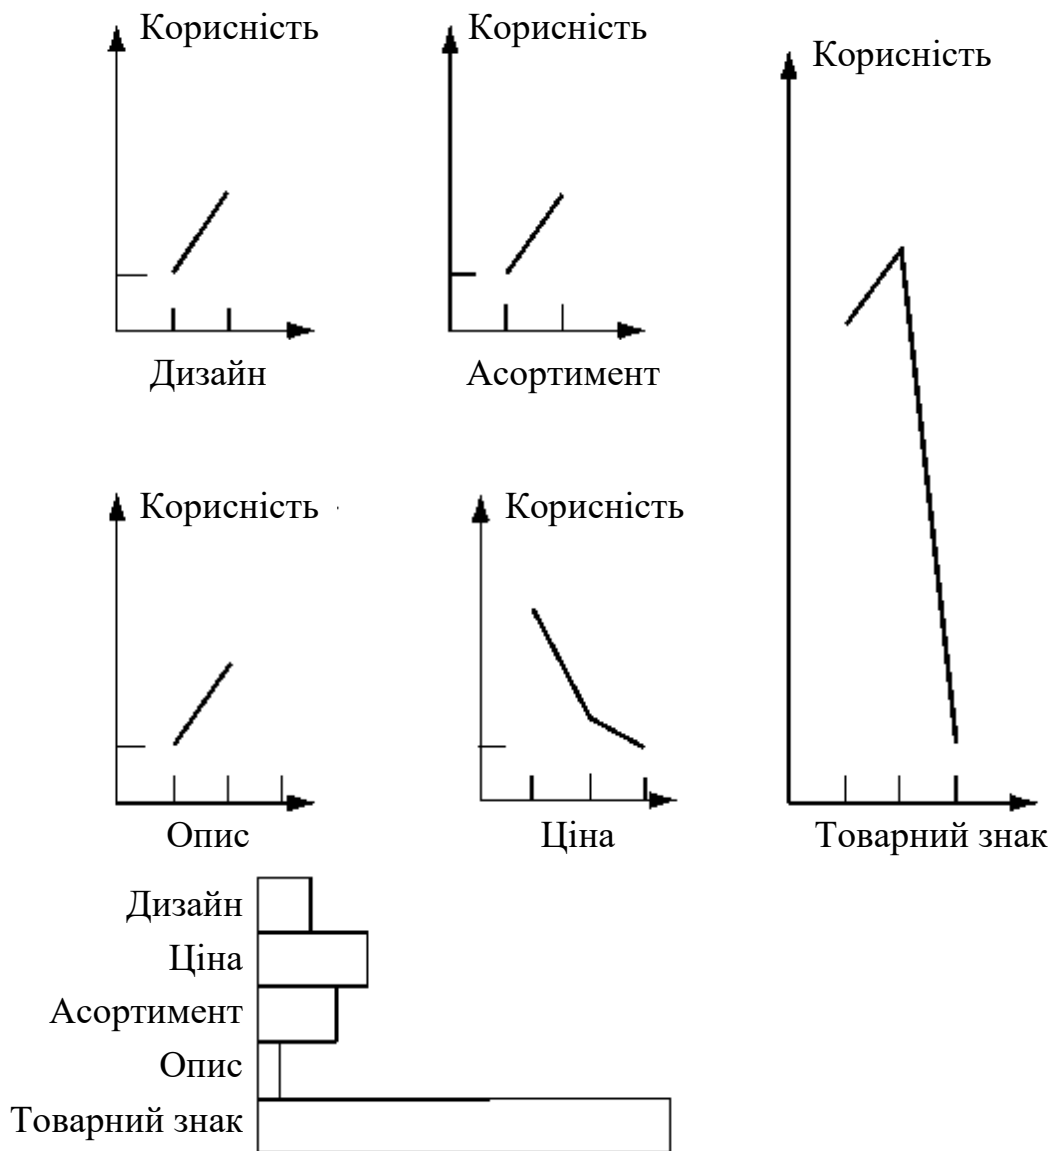 Корисність
Корисність
Корисність
Дизайн
Асортимент
Корисність
Корисність
Опис
Ціна
Товарний знак
Дизайн
Ціна
Асортимент
Опис
Товарний знак